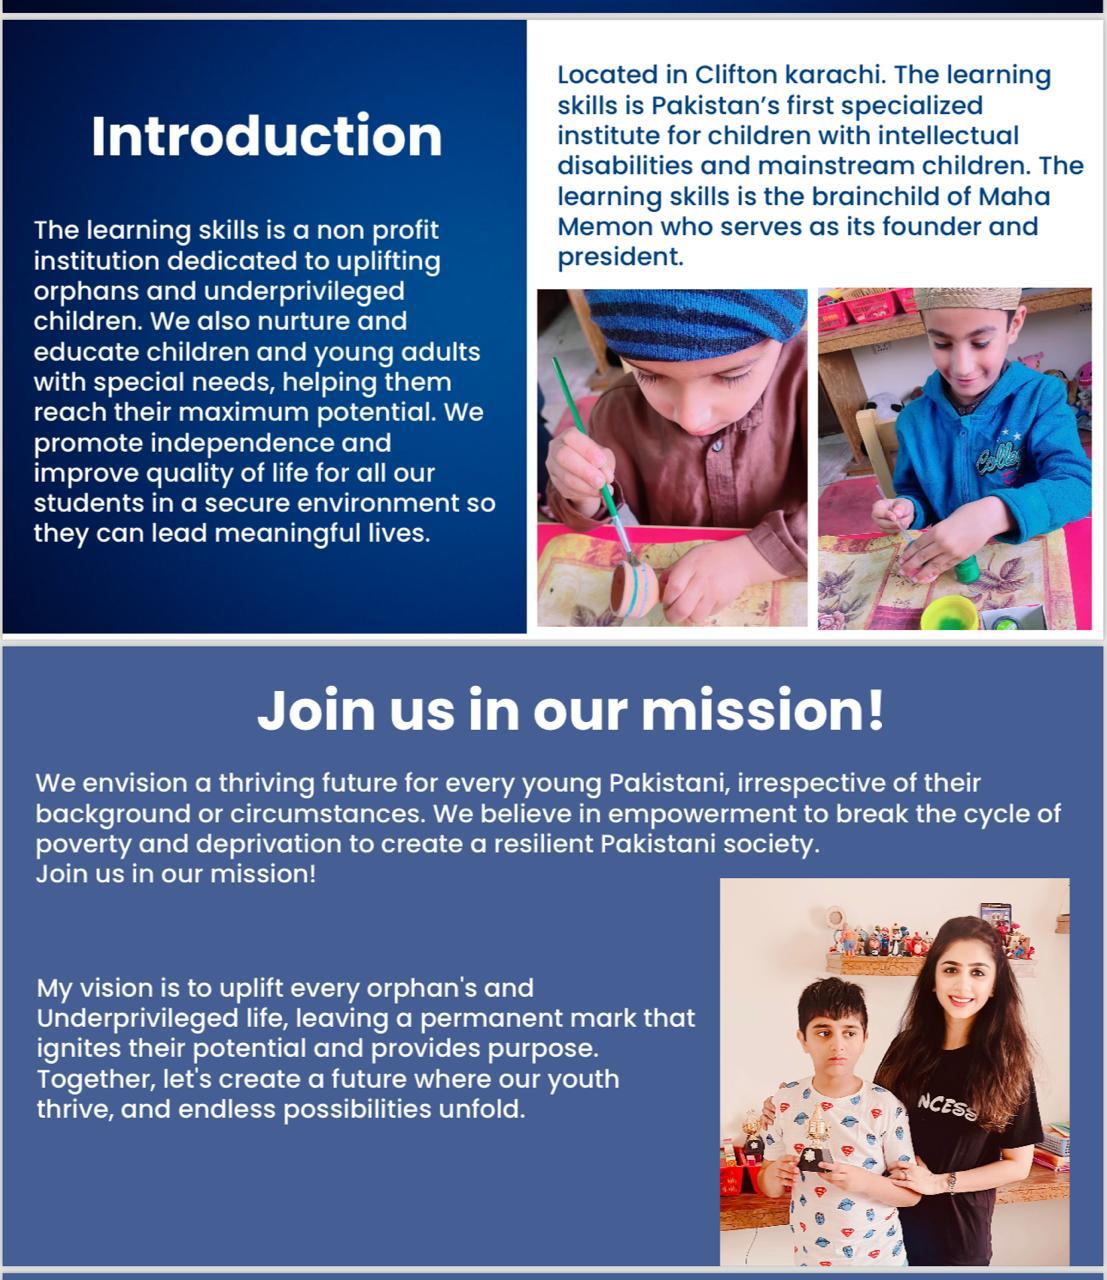 Introduction
The learning skills is a non profit
institution dedicated to uplifting
orphans and underprivileged
children. We also nurture and
educate children and young adults
with special needs, helping them
reach their maximum potential. We
promote independence and
improve quality of life for all our
students in a secure environment so
they can lead meaningful lives.
Located in Clifton karachi. The learning
skills is Pakistan’s first specialized
institute for children with intellectual
disabilities and mainstream children. The
learning skills is the brainchild of Maha
Memon who serves as its founder and
president.
Join us in our mission!
We envision a thriving future for every young Pakistani, irrespective of their
background or circumstances. We believe in empowerment to break the cycle of
poverty and deprivation to create a resilient Pakistani society.
Join us in our mission!
My vision is to uplift every orphan's and
Underprivileged life, leaving a permanent mark that
ignites their potential and provides purpose.
Together, let's create a future where our youth
thrive, and endless possibilities unfold.
NCESS